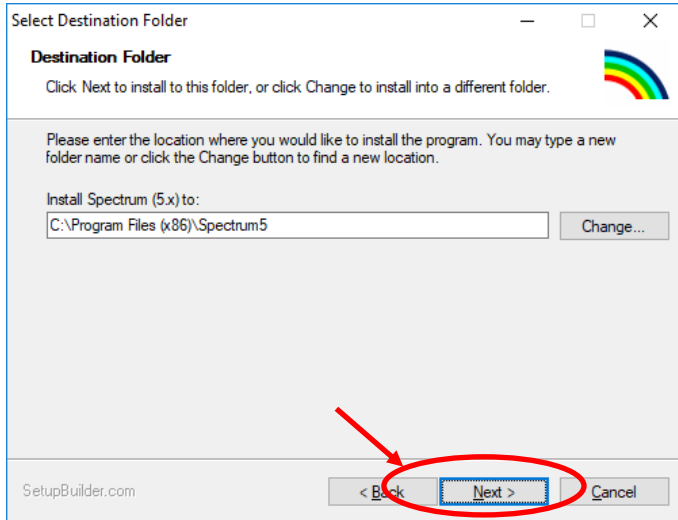 Select Destination Folder
Destination Folder
Click Next to install to this folder, or click Change to install into a different folder.
Please enter the location where you would like to install the program. You may type a new
folder name or click the Change button to find a new location.
Install Spectrum (5.x) to:
C:\Program Files (x86)\Spectrum5
Change...
SetupBuilder.com
< Back
Next >
Cancel